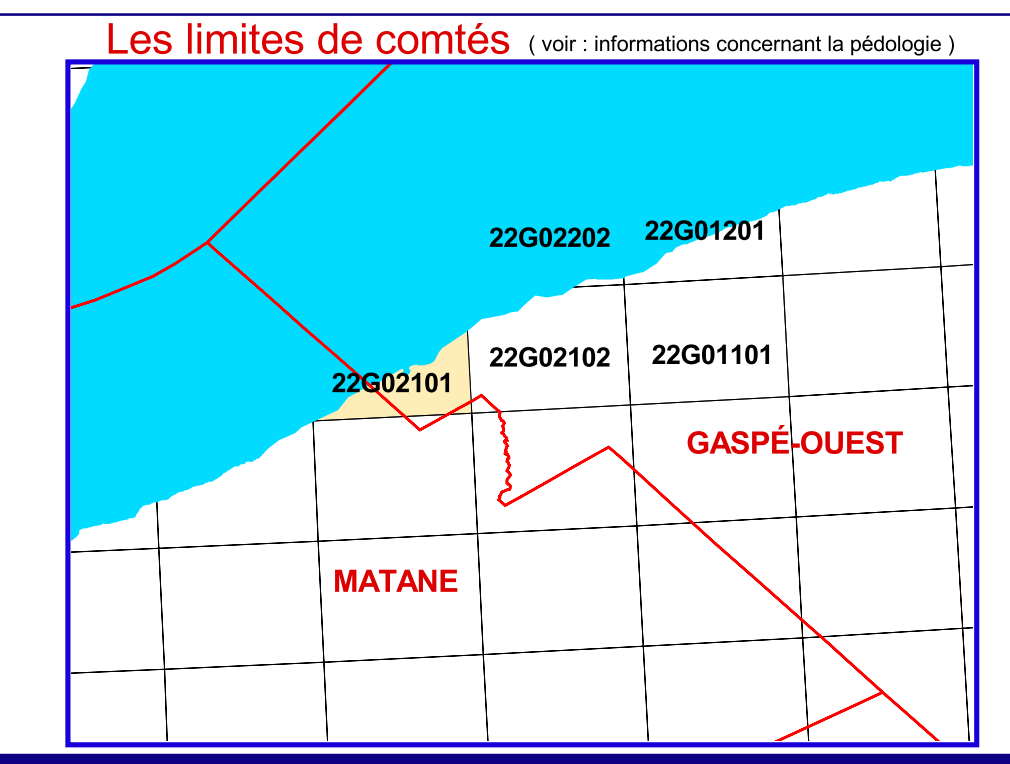 Les limites de comtés ( voir : informations concernant la pédologie )
22G02202 22G01201
22G02101 22G02102 22G01101
GASPÉ-OUEST
MATANE